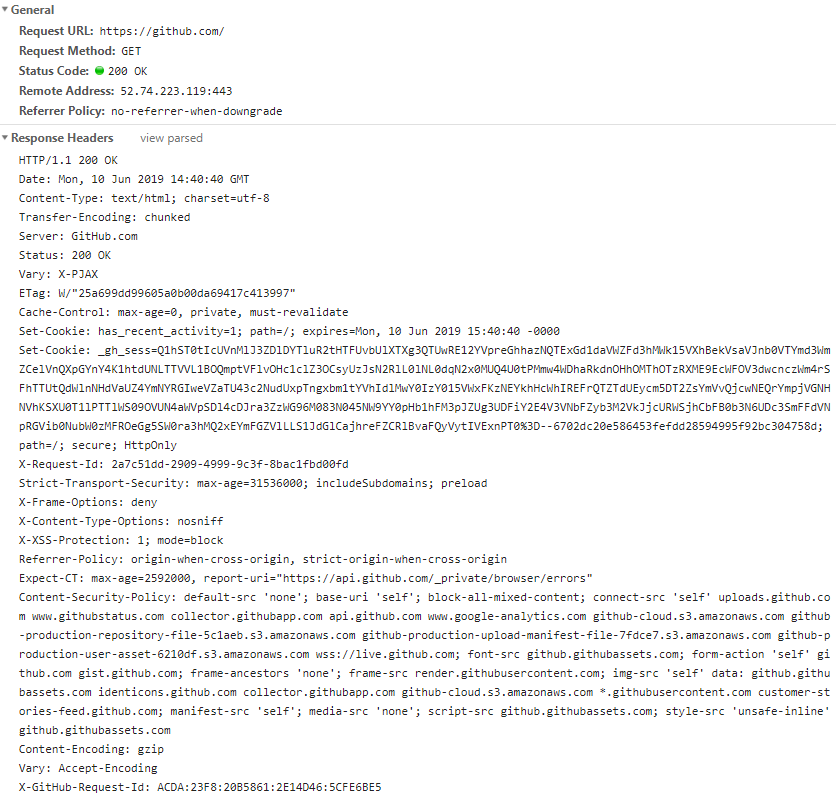 General
Request URL: https://github.com/
Request Method: GET
Status Code: 200 OK
Remote Address: 52.74.223.119:443
Referrer Policy: no-referrer-when-downgrade
Response Headers view parsed
HTTP/1.1 200 OK
Date: Mon, 10 Jun 2019 14:40:40 GMT
Content-Type: text/html; charset=utf-8
Transfer-Encoding: chunked
Server: GitHub.com
Status: 200 OK
Vary: X-PJAX
ETag: W/"25a699dd99605a0b00da69417c413997"
Cache-Control: max-age=0, private, must-revalidate
Set-Cookie: has_recent_activity=1; path=/; expires=Mon, 10 Jun 2019 15:40:40 -0000
Set-Cookie:
path=/; secure; HttpOnly
X-Request-Id: 2a7c51dd-2909-4999-9c3f-8bac1fbd00fd
Strict-Transport-Security: max-age=31536000; includeSubdomains; preload
X-Frame-Options: deny
X-Content-Type-Options: nosniff
X-XSS-Protection: 1; mode=block
Referrer-Policy: origin-when-cross-origin, strict-origin-when-cross-origin
Expect-CT: max-age=2592000, report-uri="https://api.github.com/_private/browser/errors"
Content-Security-Policy: default-src 'none'; base-uri 'self'; block-all-mixed-content; connect-src 'self' uploads.github.co
m www.githubstatus.com collector.githubapp.com api.github.com www.google-analytics.com github-cloud.s3.amazonaws.com github
-production-repository-file-5c1aeb.s3.amazonaws.com github-production-upload-manifest-file-7fdce7.s3.amazonaws.com github-p
roduction-user-asset-6210df.s3.amazonaws.com wss://live.github.com; font-src github.githubassets.com; form-action 'self' gi
thub.com gist.github.com; frame-ancestors 'none'; frame-src render.githubusercontent.com; img-src 'self' data: github.githu
bassets.com identicons.github.com collector.githubapp.com github-cloud.s3.amazonaws.com *.githubusercontent.com customer-st
ories-feed.github.com; manifest-src 'self'; media-src 'none'; script-src github.githubassets.com; style-src 'unsafe-inline'
github.githubassets.com
Content-Encoding: gzip
Vary: Accept-Encoding
X-GitHub-Request-Id: ACDA:23F8:20B5861:2E14D46:5CFE6BE5